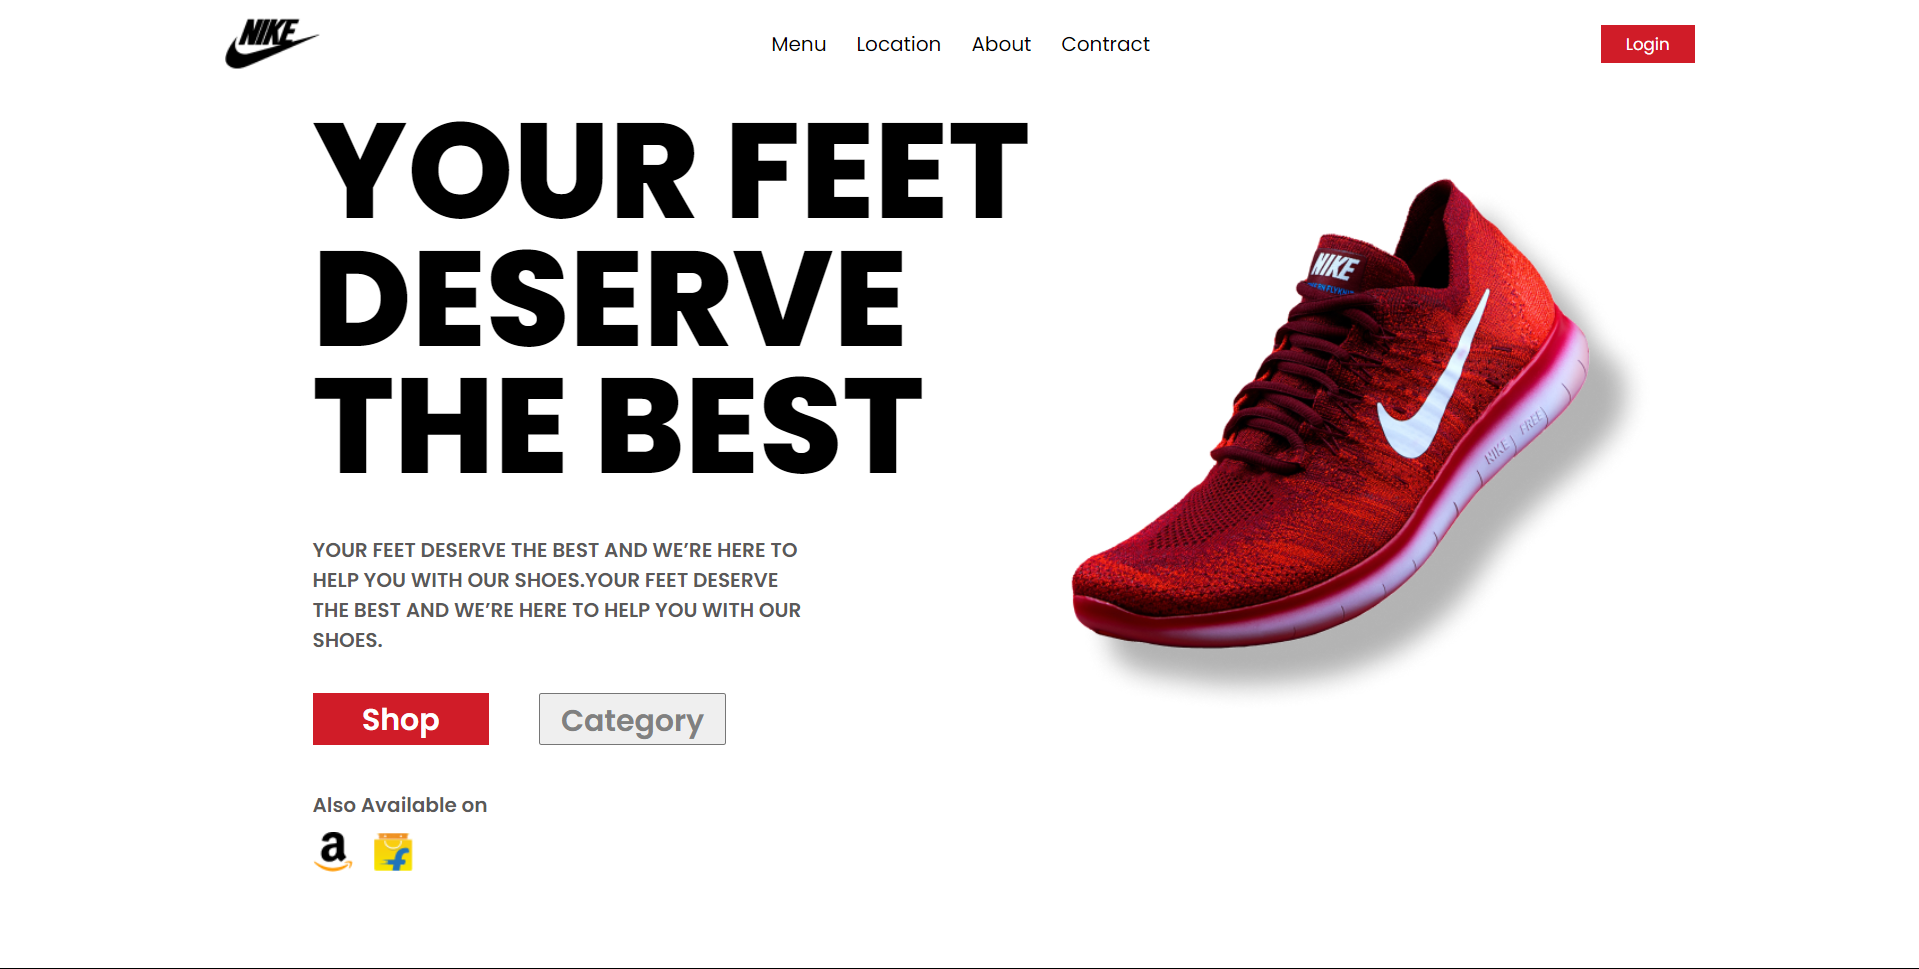 NIKE
Menu Location About Contract
Login
YOUR FEET
DESERVE
THE BEST
NIKE
YOUR FEET DESERVE THE BEST AND WE’RE HERE TO
HELP YOU WITH OUR SHOES.YOUR FEET DESERVE
THE BEST AND WE’RE HERE TO HELP YOU WITH OUR
SHOES.
NIKE FREE
Shop
Category
Also Available on
a
f